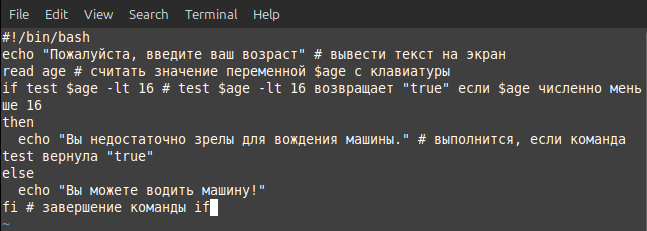 File Edit View Search Terminal Help
#!/bin/bash
echo "Пожалуйста, введите ваш возраст" # вывести текст на экран
read age # считать значение переменной $age с клавиатуры
if test $age -lt 16 # test $age -lt 16 возвращает "true" если $age численно мень
ше 16
then
  echo "Вы недостаточно зрелы для вождения машины." # выполнится, если команда
test вернула "true"
else
  echo "Вы можете водить машину!"
fi # завершение команды if
~